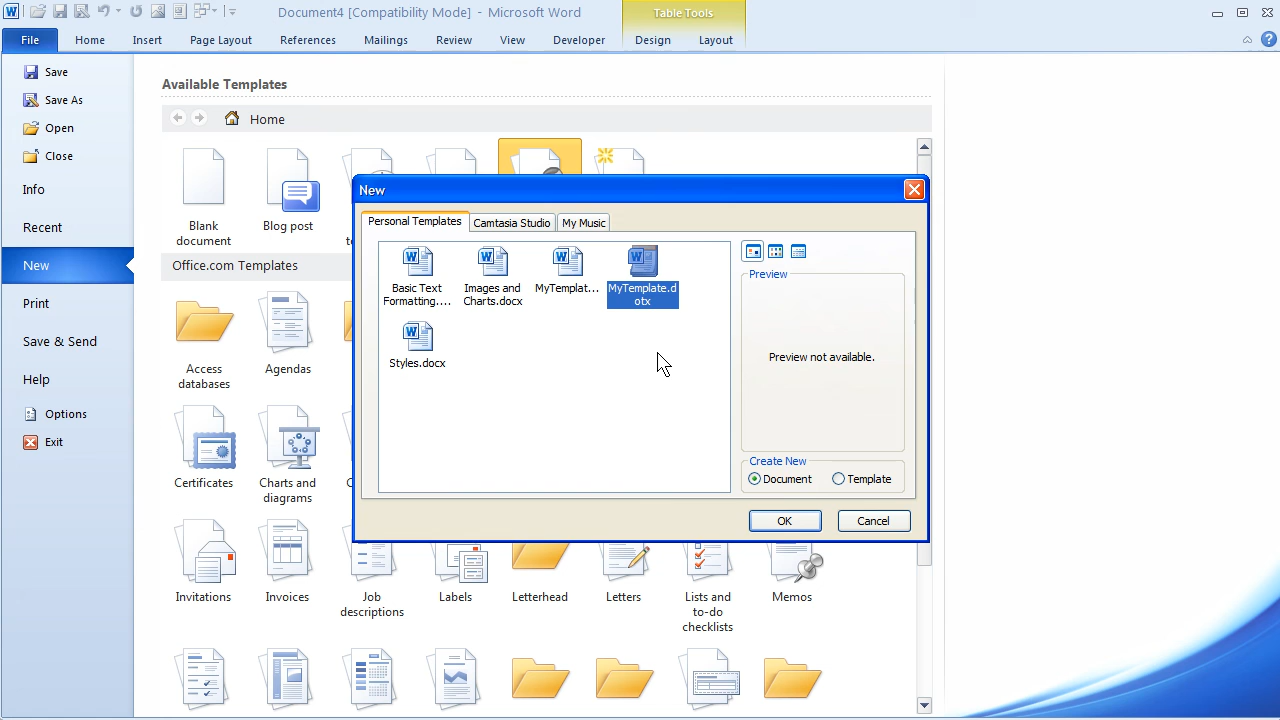 Document4 [Compatibility Mode] - Microsoft Word
Table Tools
File Home Insert Page Layout References Mailings Review View Developer Design Layout
Save
Save As
Open
Close
Info
Recent
New
Print
Save & Send
Help
Options
Exit
Available Templates
Home
Blank
document
Blog post
Office.com Templates
Access
databases
Agendas
Certificates
Charts and
diagrams
Invitations
Invoices
Job
descriptions
Labels
Letterhead
Letters
Lists and
to-do
checklists
Memos
New
Personal Templates Camtasia Studio My Music
Basic Text
Formatting....
Images and
Charts.docx
MyTemplat...
MyTemplate.d
otx
Styles.docx
Preview
Preview not available.
Create New
Document Template
OK Cancel